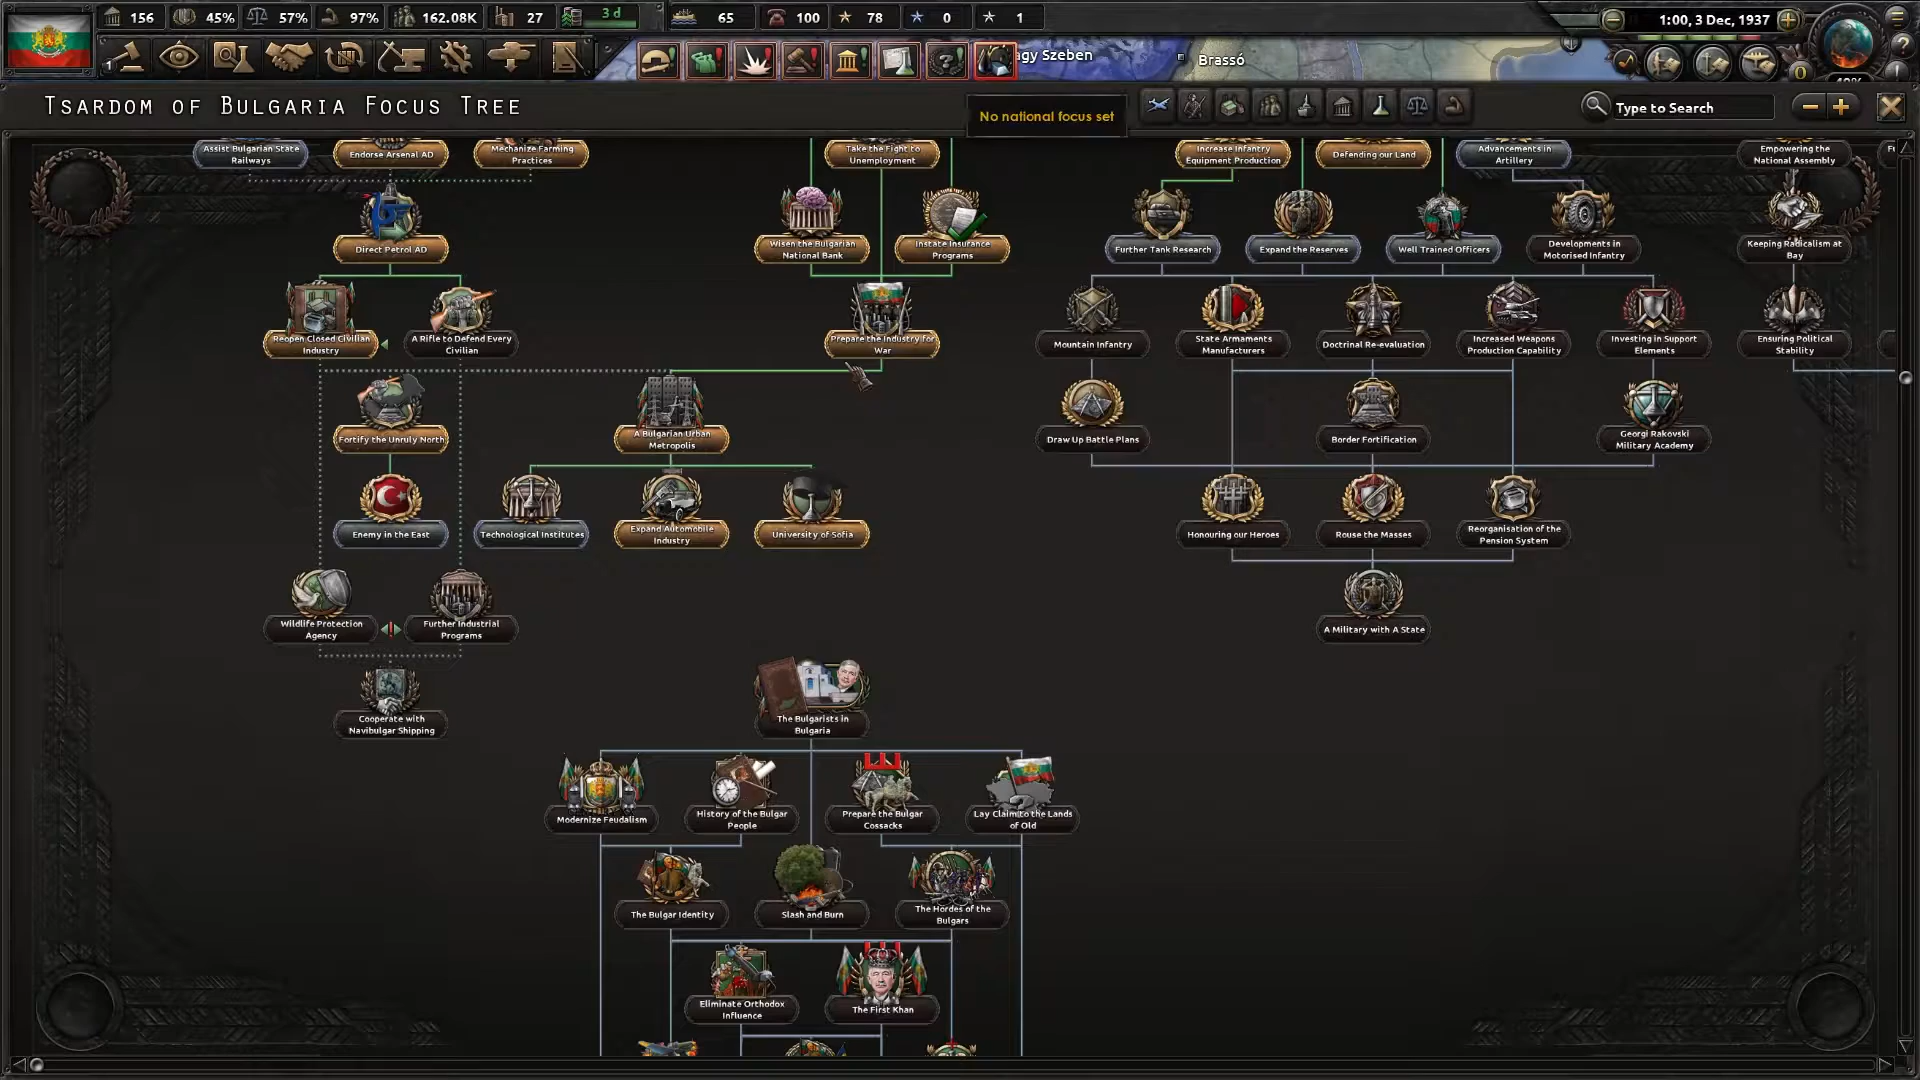 156
45%
57%
97%
162.08K
27
3 d
65
100
78
0
1
1:00, 3 Dec, 1937
1
agy Szeben
Brassó
0
Tsardom of Bulgaria Focus Tree
No national focus set
Type to Search
Assist Bulgarian State
Railways
Endorse Arsenal AD
Mechanize Farming
Practices
Take the Fight to
Unemployment
Increase Infantry
Equipment Production
Defending our Land
Advancements in
Artillery
Empowering the
National Assembly
Direct Petrol AD
Wisen the Bulgarian
National Bank
Instate Insurance
Programs
Further Tank Research
Expand the Reserves
Well Trained Officers
Developments in
Motorised Infantry
Keeping Radicalism at
Bay
Reopen Closed Civilian
Industry
A Rifle to Defend Every
Civilian
Prepare the Industry for
War
Mountain Infantry
State Armaments
Manufacturers
Doctrinal Re-evaluation
Increased Weapons
Production Capability
Investing in Support
Elements
Ensuring Political
Stability
Fortify the Unruly North
A Bulgarian Urban
Metropolis
Draw Up Battle Plans
Border Fortification
Georgi Rakovski
Military Academy
Enemy in the East
Technological Institutes
Expand Automobile
Industry
University of Sofia
Honouring our Heroes
Rouse the Masses
Reorganisation of the
Pension System
Wildlife Protection
Agency
Further Industrial
Programs
A Military with A State
Cooperate with
Navibulgar Shipping
The Bulgarists in
Bulgaria
Modernize Feudalism
History of the Bulgar
People
Prepare the Bulgar
Cossacks
Lay Claim to the Lands
of Old
The Bulgar Identity
Slash and Burn
The Hordes of the
Bulgars
Eliminate Orthodox
Influence
The First Khan